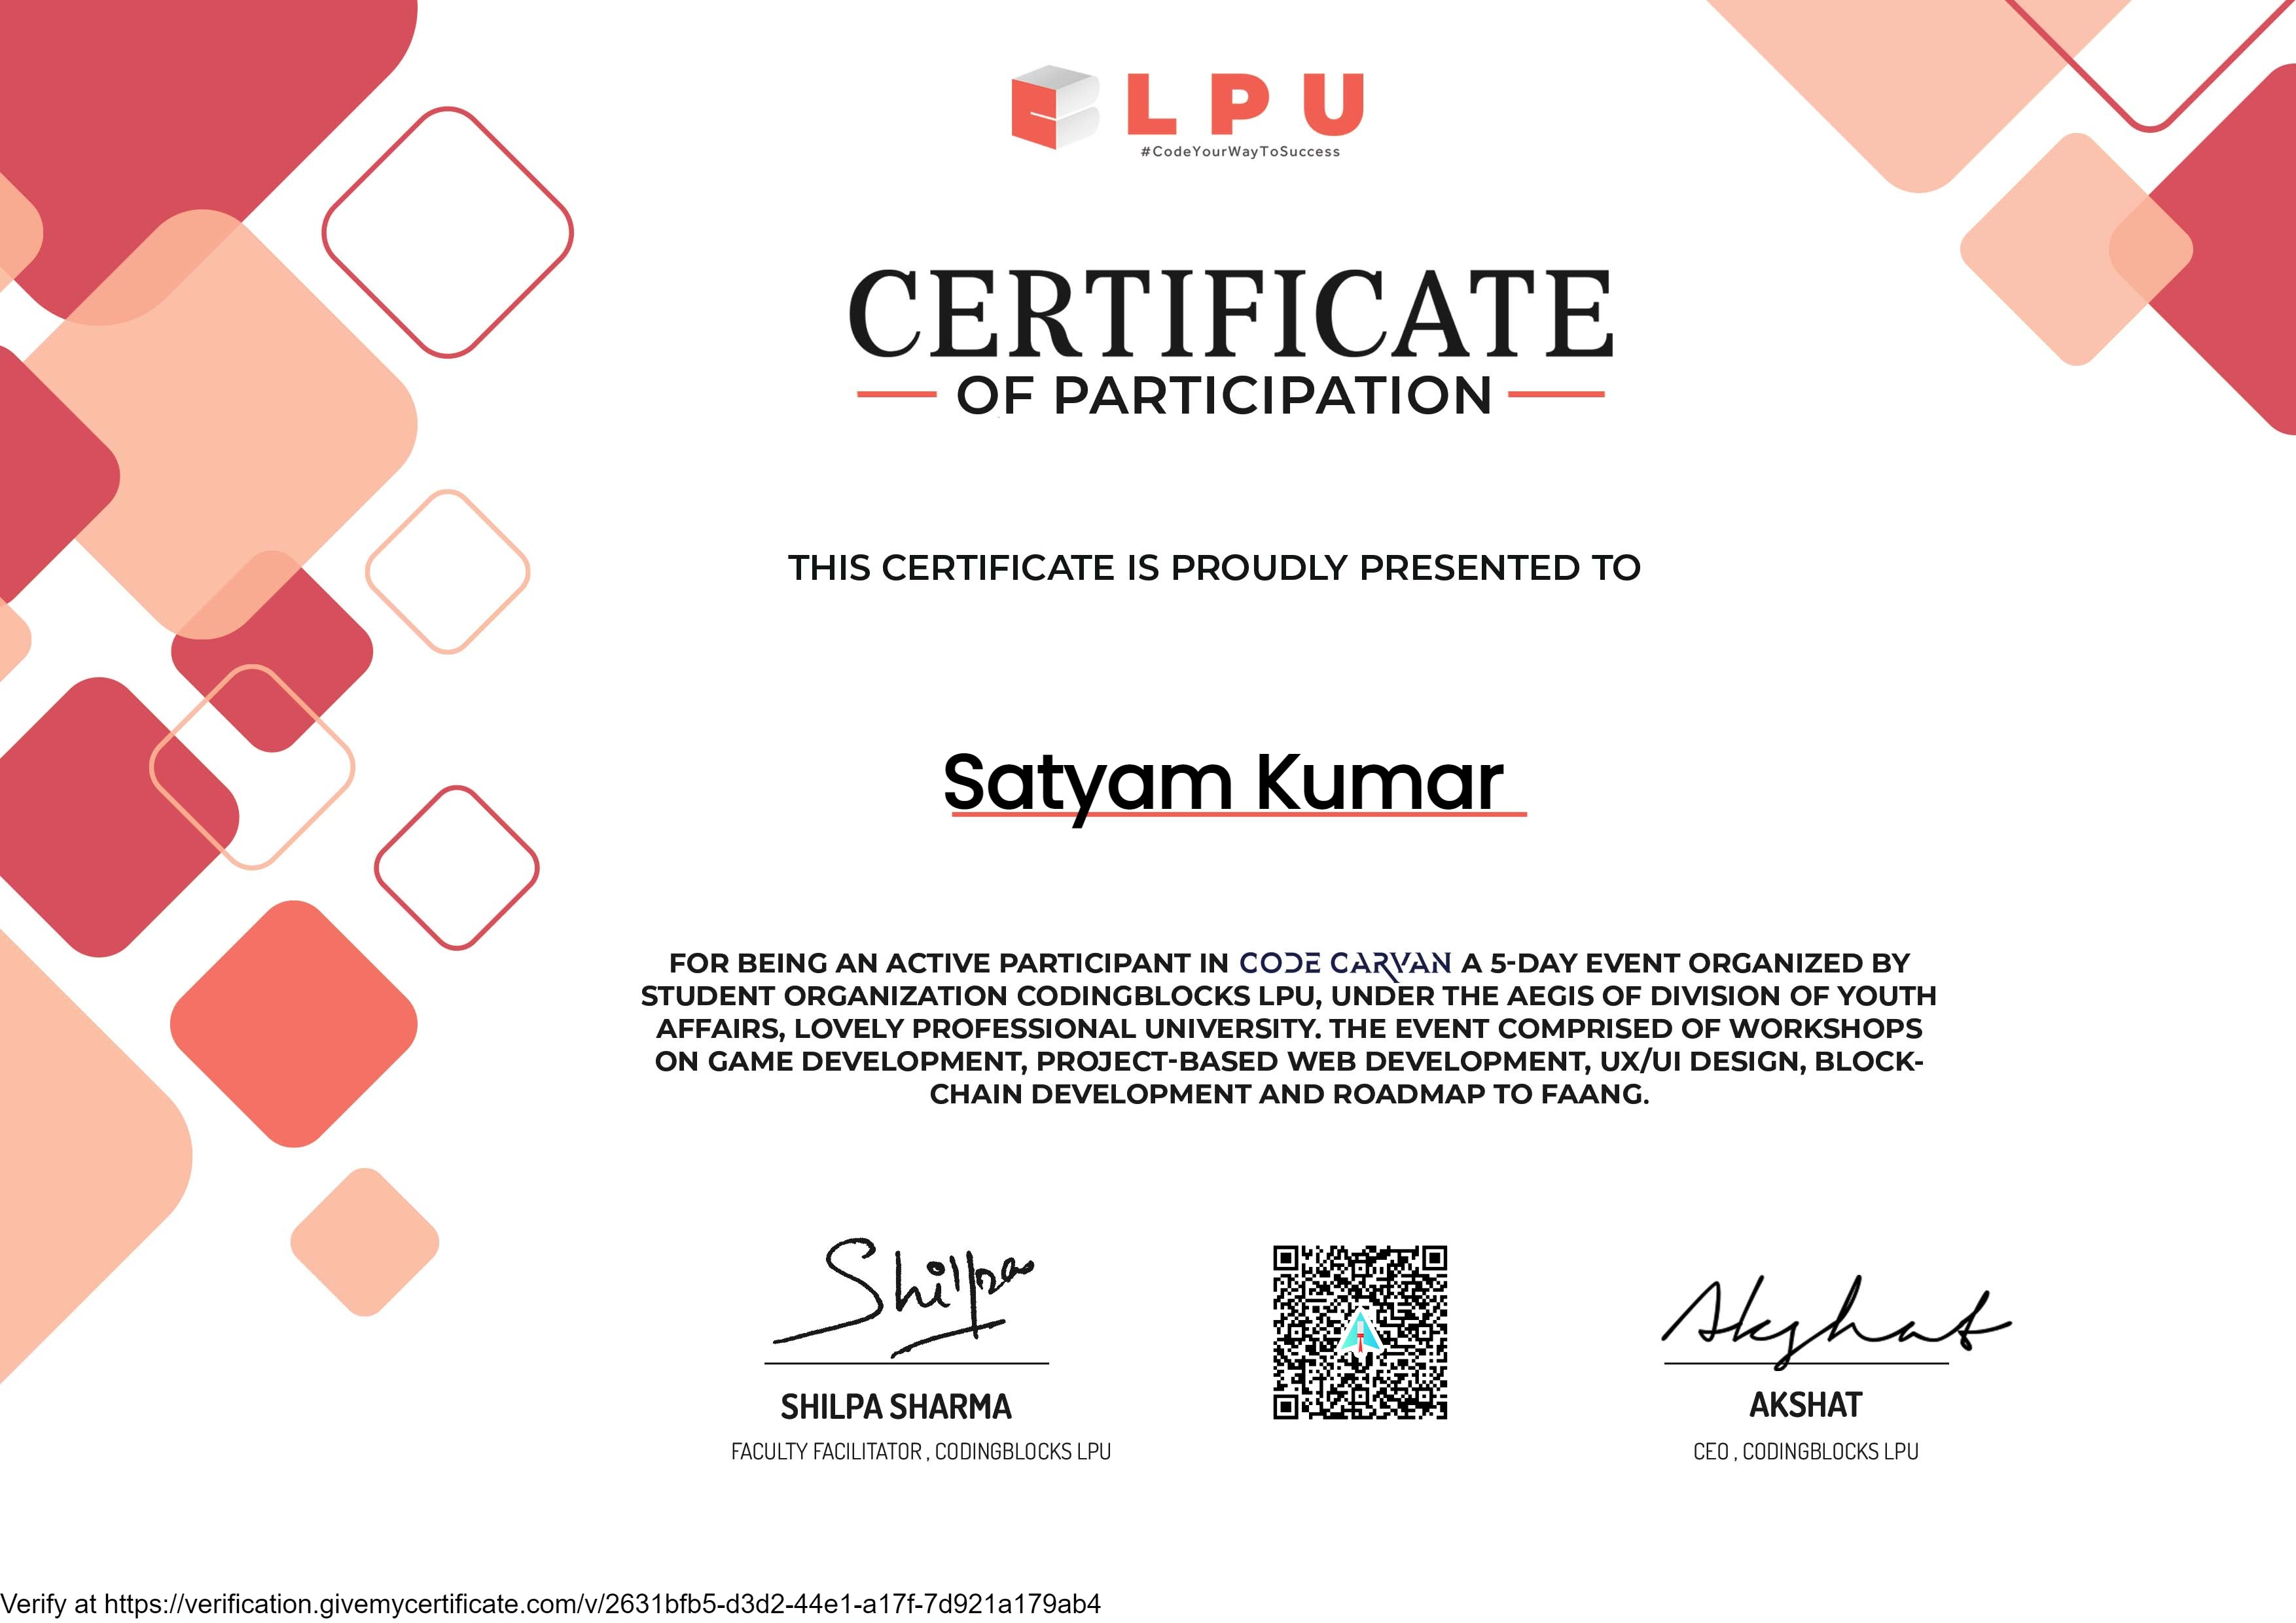 LPU
#CodeYourWayToSuccess
CERTIFICATE
OF PARTICIPATION
THIS CERTIFICATE IS PROUDLY PRESENTED TO
Satyam Kumar
FOR BEING AN ACTIVE PARTICIPANT IN CODE CARVAN A 5-DAY EVENT ORGANIZED BY
STUDENT ORGANIZATION CODINGBLOCKS LPU, UNDER THE AEGIS OF DIVISION OF YOUTH
AFFAIRS, LOVELY PROFESSIONAL UNIVERSITY. THE EVENT COMPRISED OF WORKSHOPS
ON GAME DEVELOPMENT, PROJECT-BASED WEB DEVELOPMENT, UX/UI DESIGN, BLOCK-
CHAIN DEVELOPMENT AND ROADMAP TO FAANG.
Shilpa
Akshat
SHILPA SHARMA
AKSHAT
FACULTY FACILITATOR , CODINGBLOCKS LPU
CEO , CODINGBLOCKS LPU
Verify at https://verification.givemycertificate.com/v/2631bfb5-d3d2-44e1-a17f-7d921a179ab4